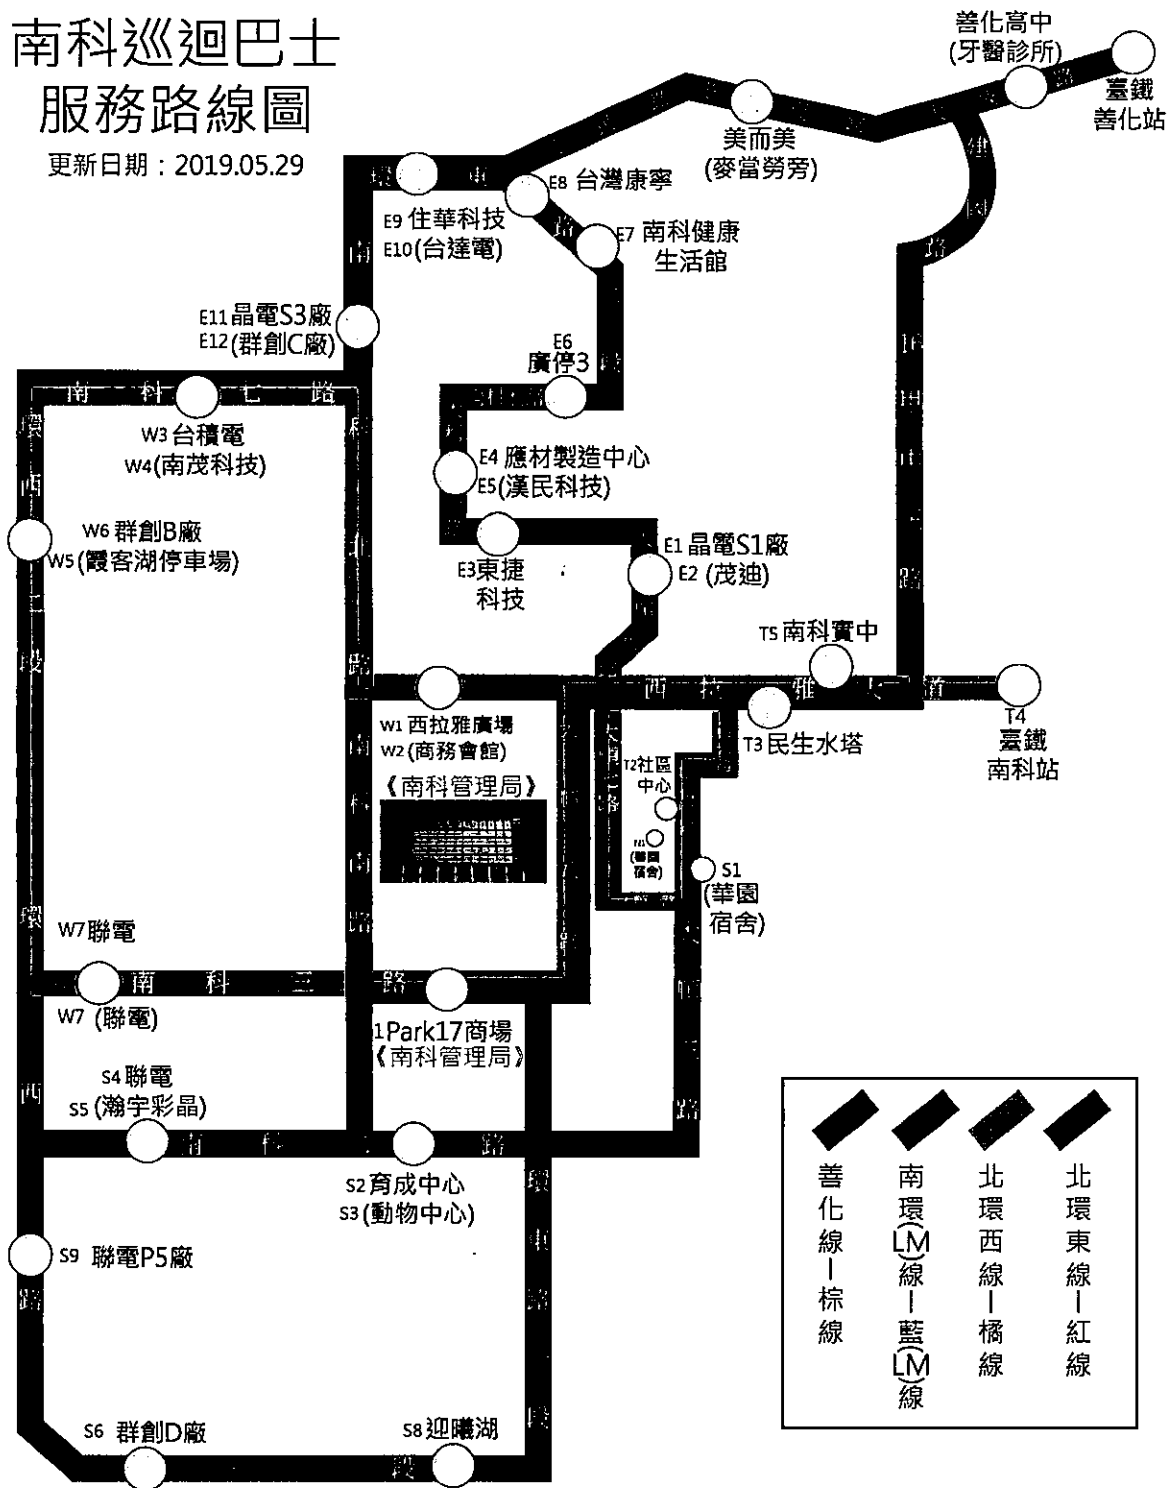 南科巡迴巴士
服務路線圖
更新日期：2019.05.29
善化高中
(牙醫診所)
臺鐵
善化站
美而美
(麥當勞旁)
E8 台灣康寧
E7 南科健康
生活館
E9 住華科技
E10(台達電)
E11 晶電S3廠
E12(群創C廠)
E6
廣停3
南科七路
W3 台積電
W4(南茂科技)
E4 應材製造中心
E5(漢民科技)
W6 群創B廠
W5(霞客湖停車場)
E3東捷
科技
E1 晶電S1廠
E2 (茂迪)
T5 南科實中
西拉雅大道
T4
臺鐵
南科站
T3 民生水塔
W1 西拉雅廣場
W2 (商務會館)
《南科管理局》
T2社區
中心
S1
(華園
宿舍)
南科南路
W7 聯電
南科三路
W7 (聯電)
1Park17商場
《南科管理局》
S4 聯電
S5 (瀚宇彩晶)
S2 育成中心
S3 (動物中心)
S9 聯電P5廠
S6 群創D廠
S8 迎曦湖
善化線－棕線
南環(LM)線－藍(LM)線
北環西線－橘線
北環東線－紅線